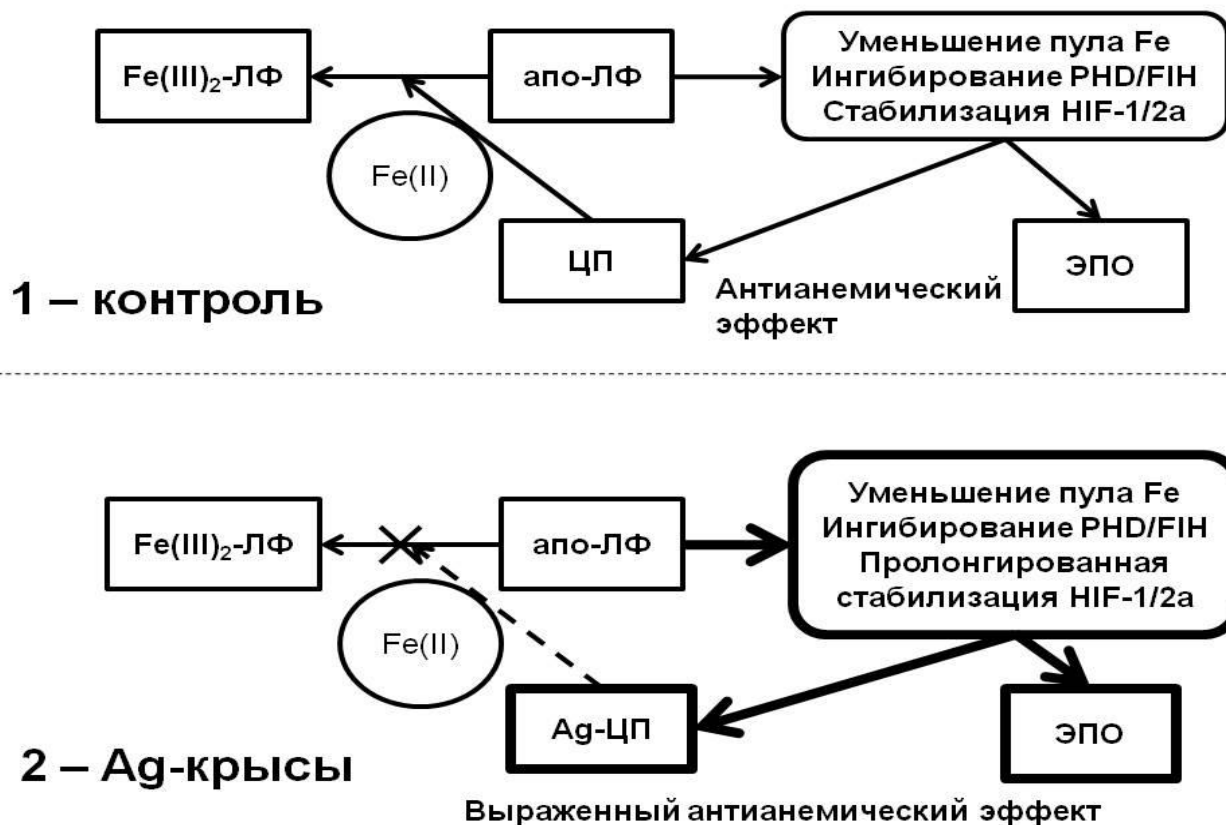 Fe(III)₂-ЛФ
апо-ЛФ
Уменьшение пула Fe
Ингибирование PHD/FIH
Стабилизация HIF-1/2a
Fe(II)
ЦП
ЭПО
Антианемический
эффект
1 – контроль
Fe(III)₂-ЛФ
апо-ЛФ
Уменьшение пула Fe
Ингибирование PHD/FIH
Пролонгированная
стабилизация HIF-1/2a
Fe(II)
Ag-ЦП
ЭПО
2 – Ag-крысы
Выраженный антианемический эффект